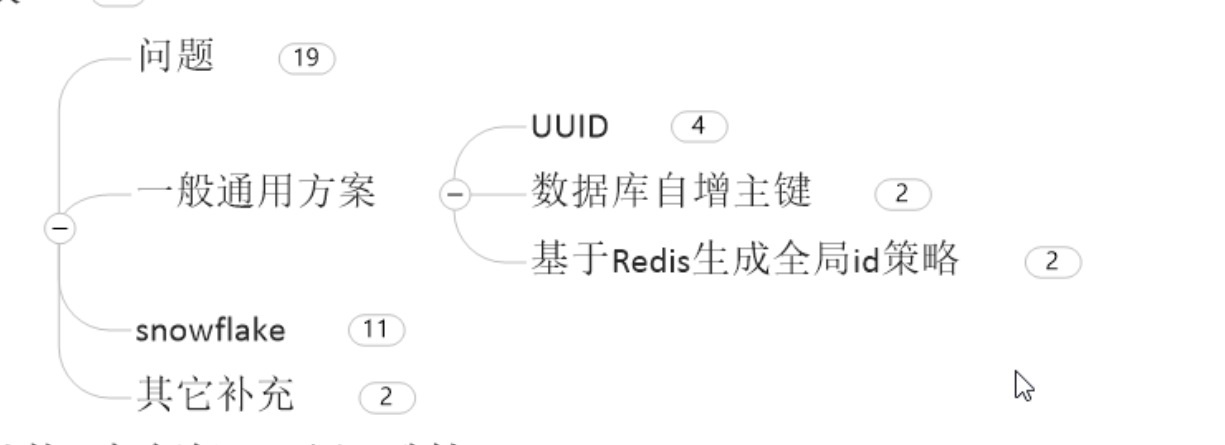 问题 19
一般通用方案
UUID 4
数据库自增主键 2
基于Redis生成全局id策略 2
snowflake 11
其它补充 2